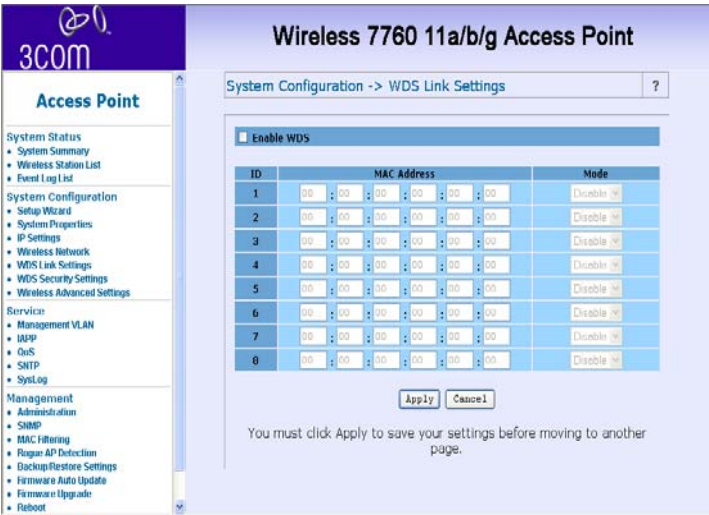 3com
Wireless 7760 11a/b/g Access Point
Access Point
System Status
• System Summary
• Wireless Station List
• Event Log List
System Configuration
• Setup Wizard
• System Properties
• IP Settings
• Wireless Network
• WDS Link Settings
• WDS Security Settings
• Wireless Advanced Settings
Service
• Management VLAN
• IAPP
• QoS
• SNTP
• SysLog
Management
• Administration
• SNMP
• MAC Filtering
• Rogue AP Detection
• Backup/Restore Settings
• Firmware Auto Update
• Firmware Upgrade
• Reboot
System Configuration -> WDS Link Settings ?
Enable WDS
ID MAC Address Mode
1 00 : 00 : 00 : 00 : 00 : 00 Disable
2 00 : 00 : 00 : 00 : 00 : 00 Disable
3 00 : 00 : 00 : 00 : 00 : 00 Disable
4 00 : 00 : 00 : 00 : 00 : 00 Disable
5 00 : 00 : 00 : 00 : 00 : 00 Disable
6 00 : 00 : 00 : 00 : 00 : 00 Disable
7 00 : 00 : 00 : 00 : 00 : 00 Disable
8 00 : 00 : 00 : 00 : 00 : 00 Disable
Apply Cancel
You must click Apply to save your settings before moving to another
page.